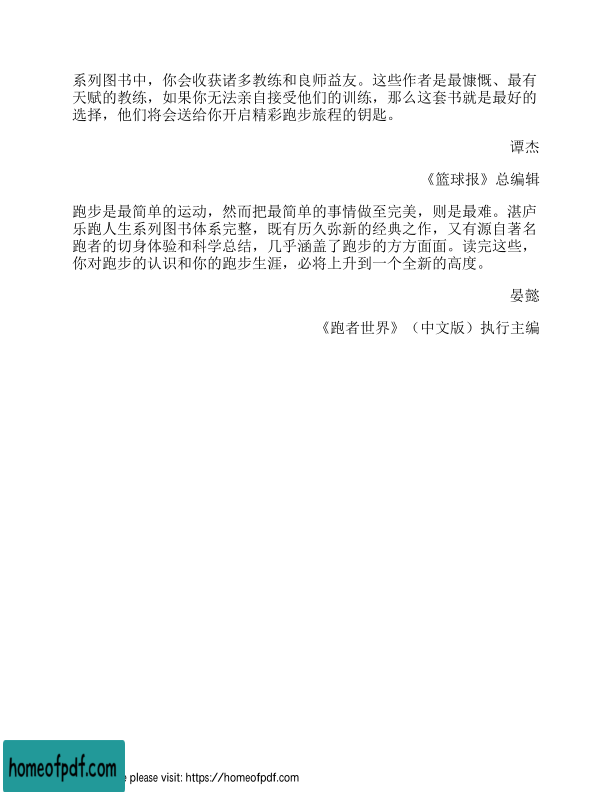 系列图书中，你会收获诸多教练和良师益友。这些作者是最慷慨、最有
天赋的教练，如果你无法亲自接受他们的训练，那么这套书就是最好的
选择，他们将会送给你开启精彩跑步旅程的钥匙。
谭杰
《篮球报》总编辑
跑步是最简单的运动，然而把最简单的事情做至完美，则是最难。湛庐
乐跑人生系列图书体系完整，既有历久弥新的经典之作，又有源自著名
跑者的切身体验和科学总结，几乎涵盖了跑步的方方面面。读完这些，
你对跑步的认识和你的跑步生涯，必将上升到一个全新的高度。
晏懿
《跑者世界》（中文版）执行主编
homeofpdf.com
please visit: https://homeofpdf.com